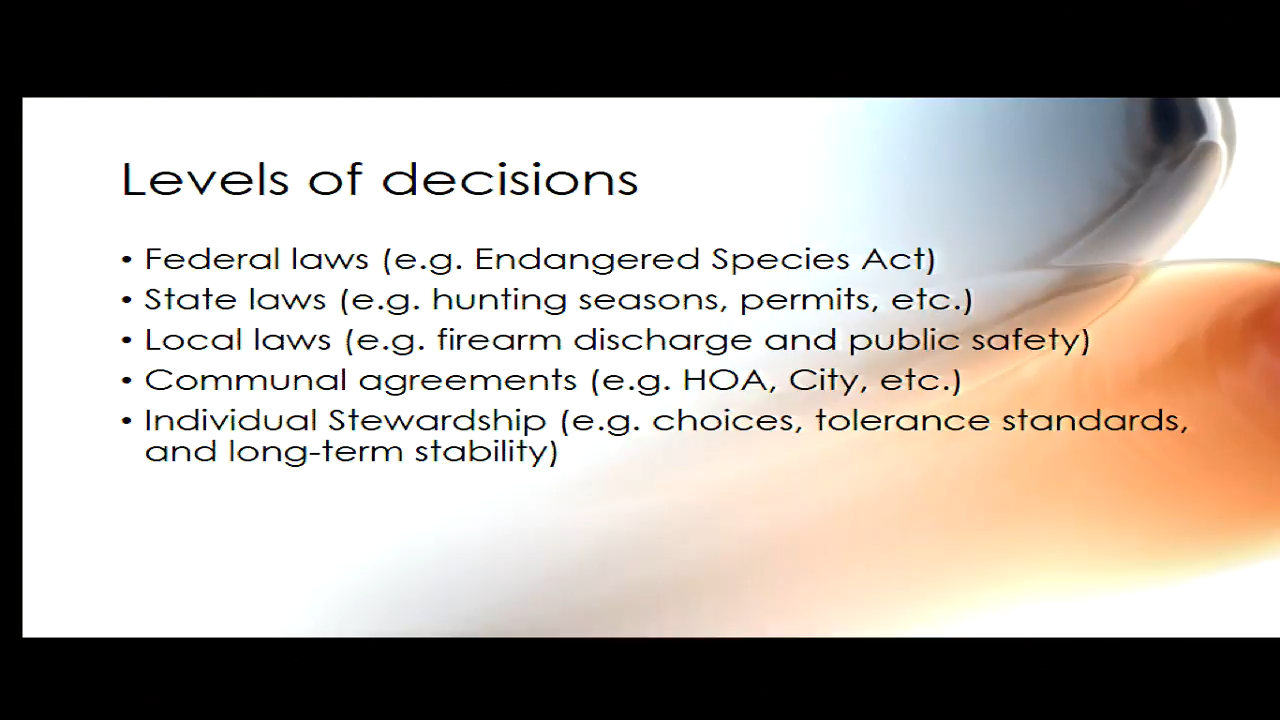 Levels of decisions
• Federal laws (e.g. Endangered Species Act)
• State laws (e.g. hunting seasons, permits, etc.)
• Local laws (e.g. firearm discharge and public safety)
• Communal agreements (e.g. HOA, City, etc.)
• Individual Stewardship (e.g. choices, tolerance standards,
and long-term stability)